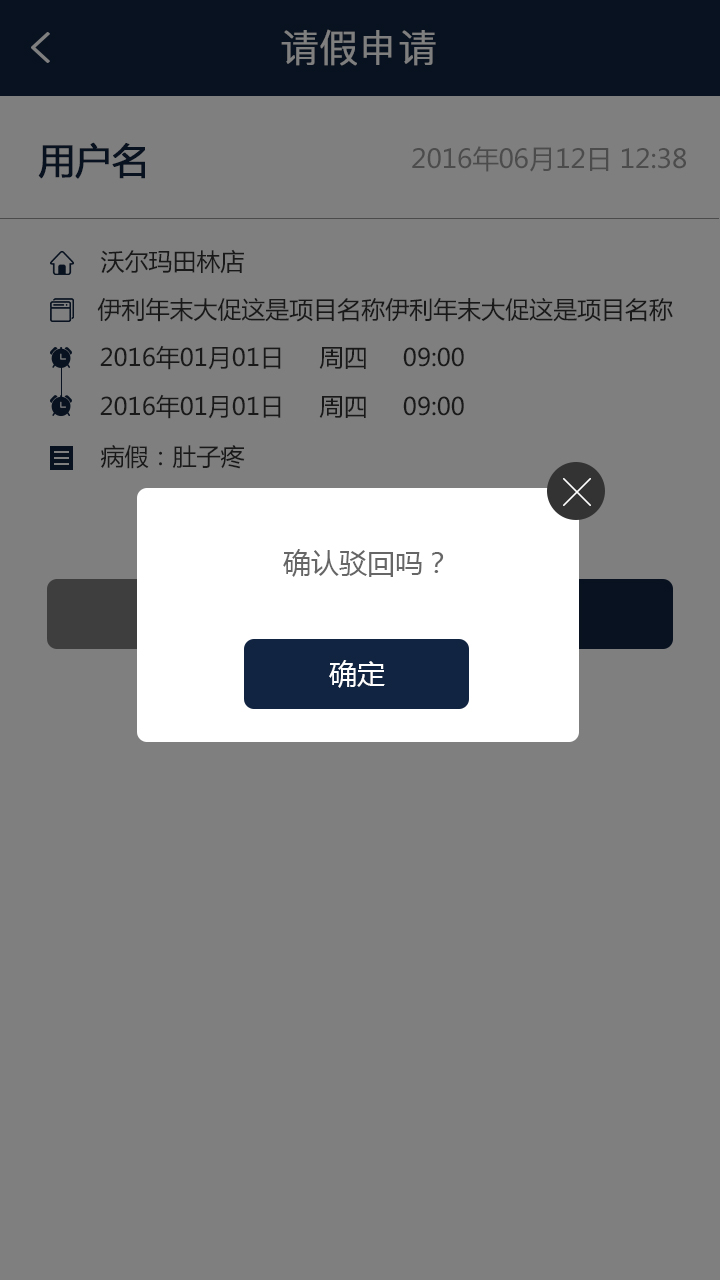 请假申请
用户名 2016年06月12日 12:38
沃尔玛田林店
伊利年末大促这是项目名称伊利年末大促这是项目名称
2016年01月01日 周四 09:00
2016年01月01日 周四 09:00
病假：肚子疼
确认驳回吗？
确定